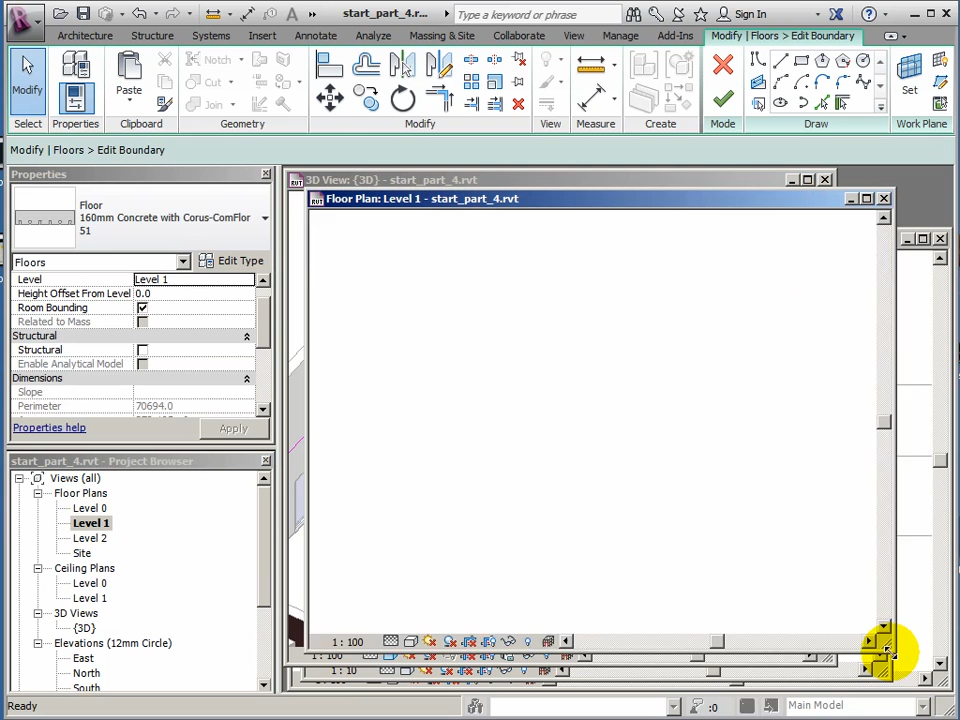 start_part_4.r...
Type a keyword or phrase
Sign In
Architecture
Structure
Systems
Insert
Annotate
Analyze
Massing & Site
Collaborate
View
Manage
Add-Ins
Modify | Floors > Edit Boundary
Modify
Paste
Notch
Cut
Join
Set
Select
Properties
Clipboard
Geometry
Modify
View
Measure
Create
Mode
Draw
Work Plane
Modify | Floors > Edit Boundary
Properties
Floor
160mm Concrete with Corus-ComFlor
51
Floors
Edit Type
Level
Level 1
Height Offset From Level
0.0
Room Bounding
Related to Mass
Structural
Structural
Enable Analytical Model
Dimensions
Slope
Perimeter
70694.0
Properties help
Apply
start_part_4.rvt - Project Browser
Views (all)
Floor Plans
Level 0
Level 1
Level 2
Site
Ceiling Plans
Level 0
Level 1
3D Views
{3D}
Elevations (12mm Circle)
East
North
South
3D View: {3D} - start_part_4.rvt
Floor Plan: Level 1 - start_part_4.rvt
1 : 100
1 : 100
1 : 10
Ready
:0
Main Model